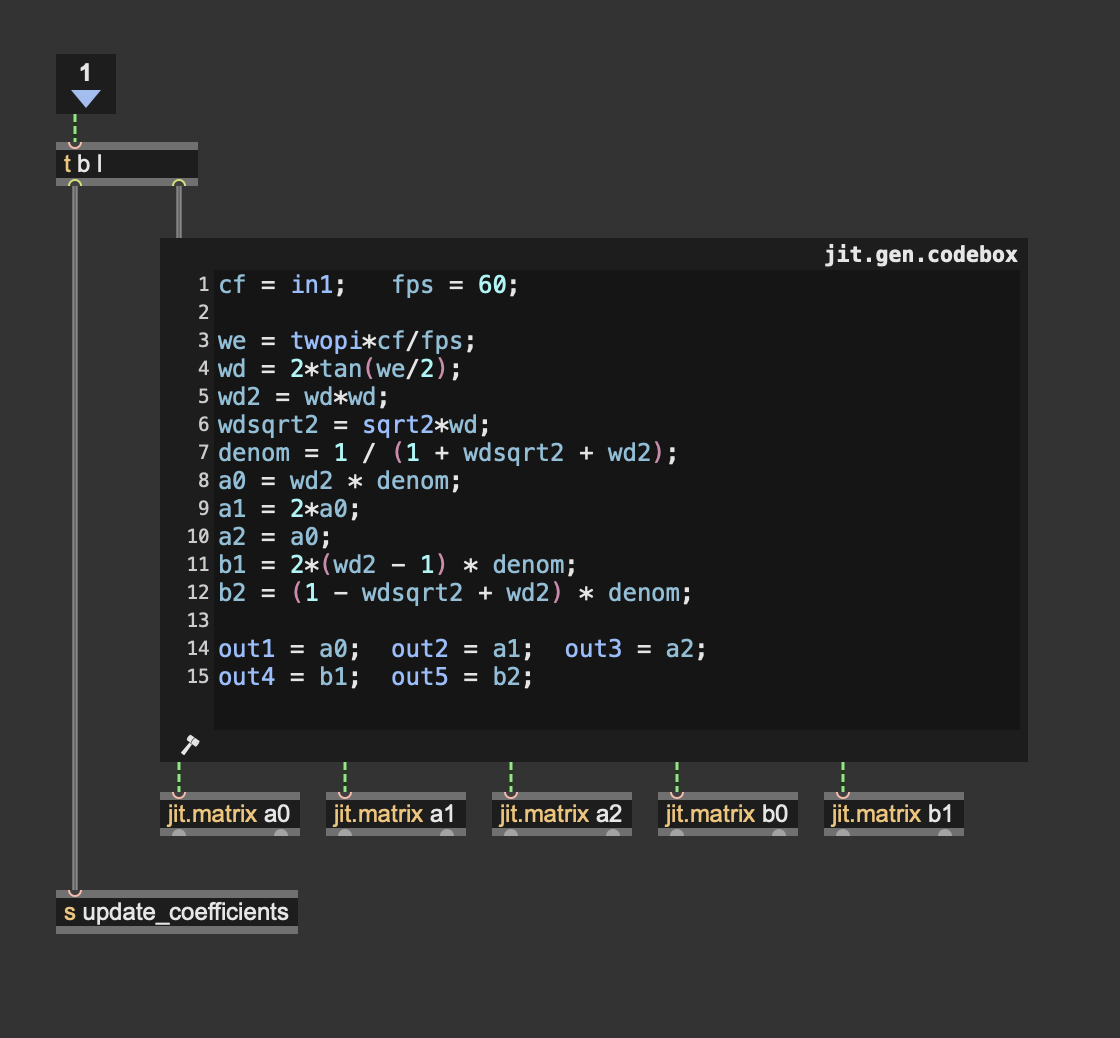 1
t b l
jit.gen.codebox
1 cf = in1;   fps = 60;
2
3 we = twopi*cf/fps;
4 wd = 2*tan(we/2);
5 wd2 = wd*wd;
6 wdsqrt2 = sqrt2*wd;
7 denom = 1 / (1 + wdsqrt2 + wd2);
8 a0 = wd2 * denom;
9 a1 = 2*a0;
10 a2 = a0;
11 b1 = 2*(wd2 - 1) * denom;
12 b2 = (1 - wdsqrt2 + wd2) * denom;
13
14 out1 = a0;  out2 = a1;  out3 = a2;
15 out4 = b1;  out5 = b2;
jit.matrix a0 jit.matrix a1 jit.matrix a2 jit.matrix b0 jit.matrix b1
s update_coefficients